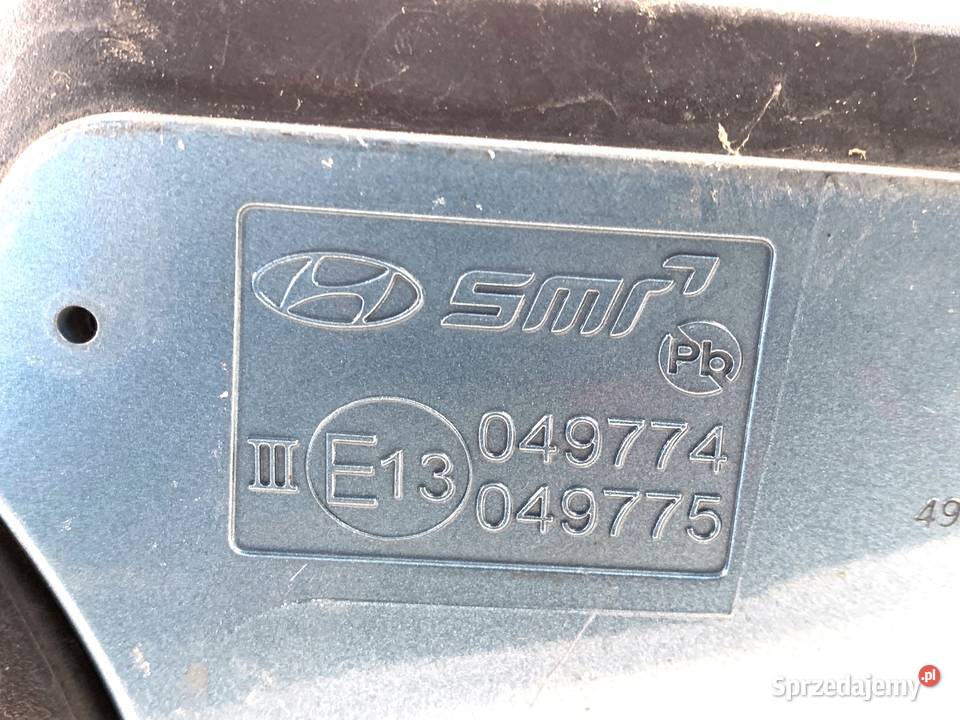 smr
Pb
III E13 049774
049775
49
Sprzedajemy.pl